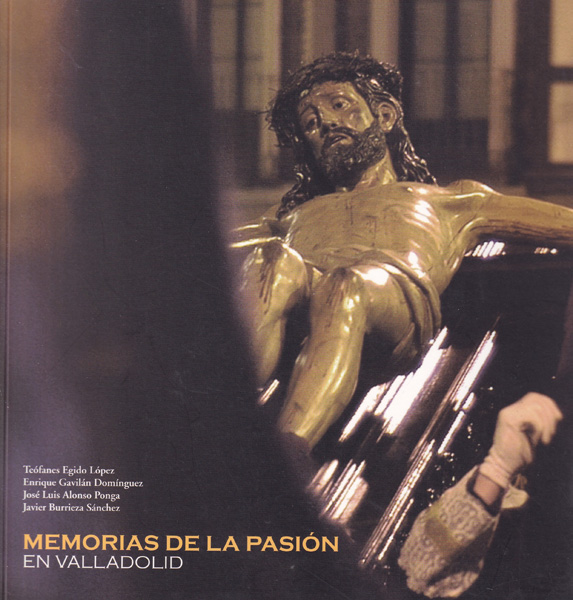 Teófanes Egido López
Enrique Gavilán Domínguez
José Luis Alonso Ponga
Javier Burrieza Sánchez
MEMORIAS DE LA PASIÓN
EN VALLADOLID